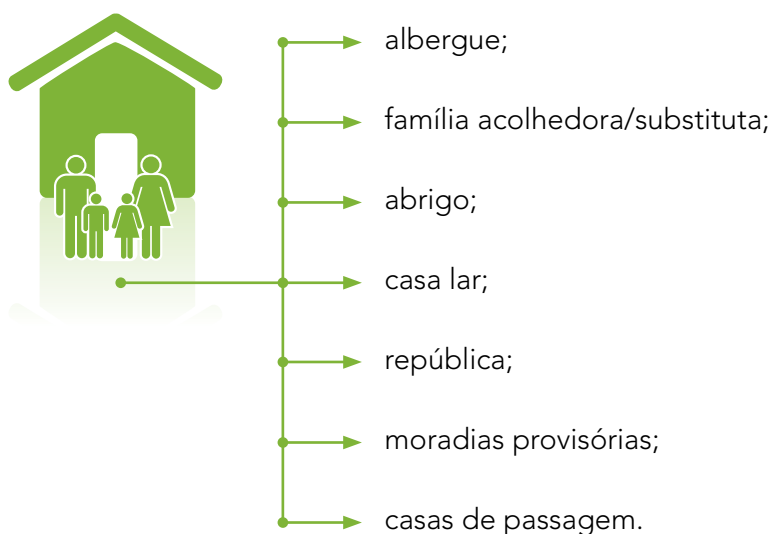 albergue;
família acolhedora/substituta;
abrigo;
casa lar;
república;
moradias provisórias;
casas de passagem.